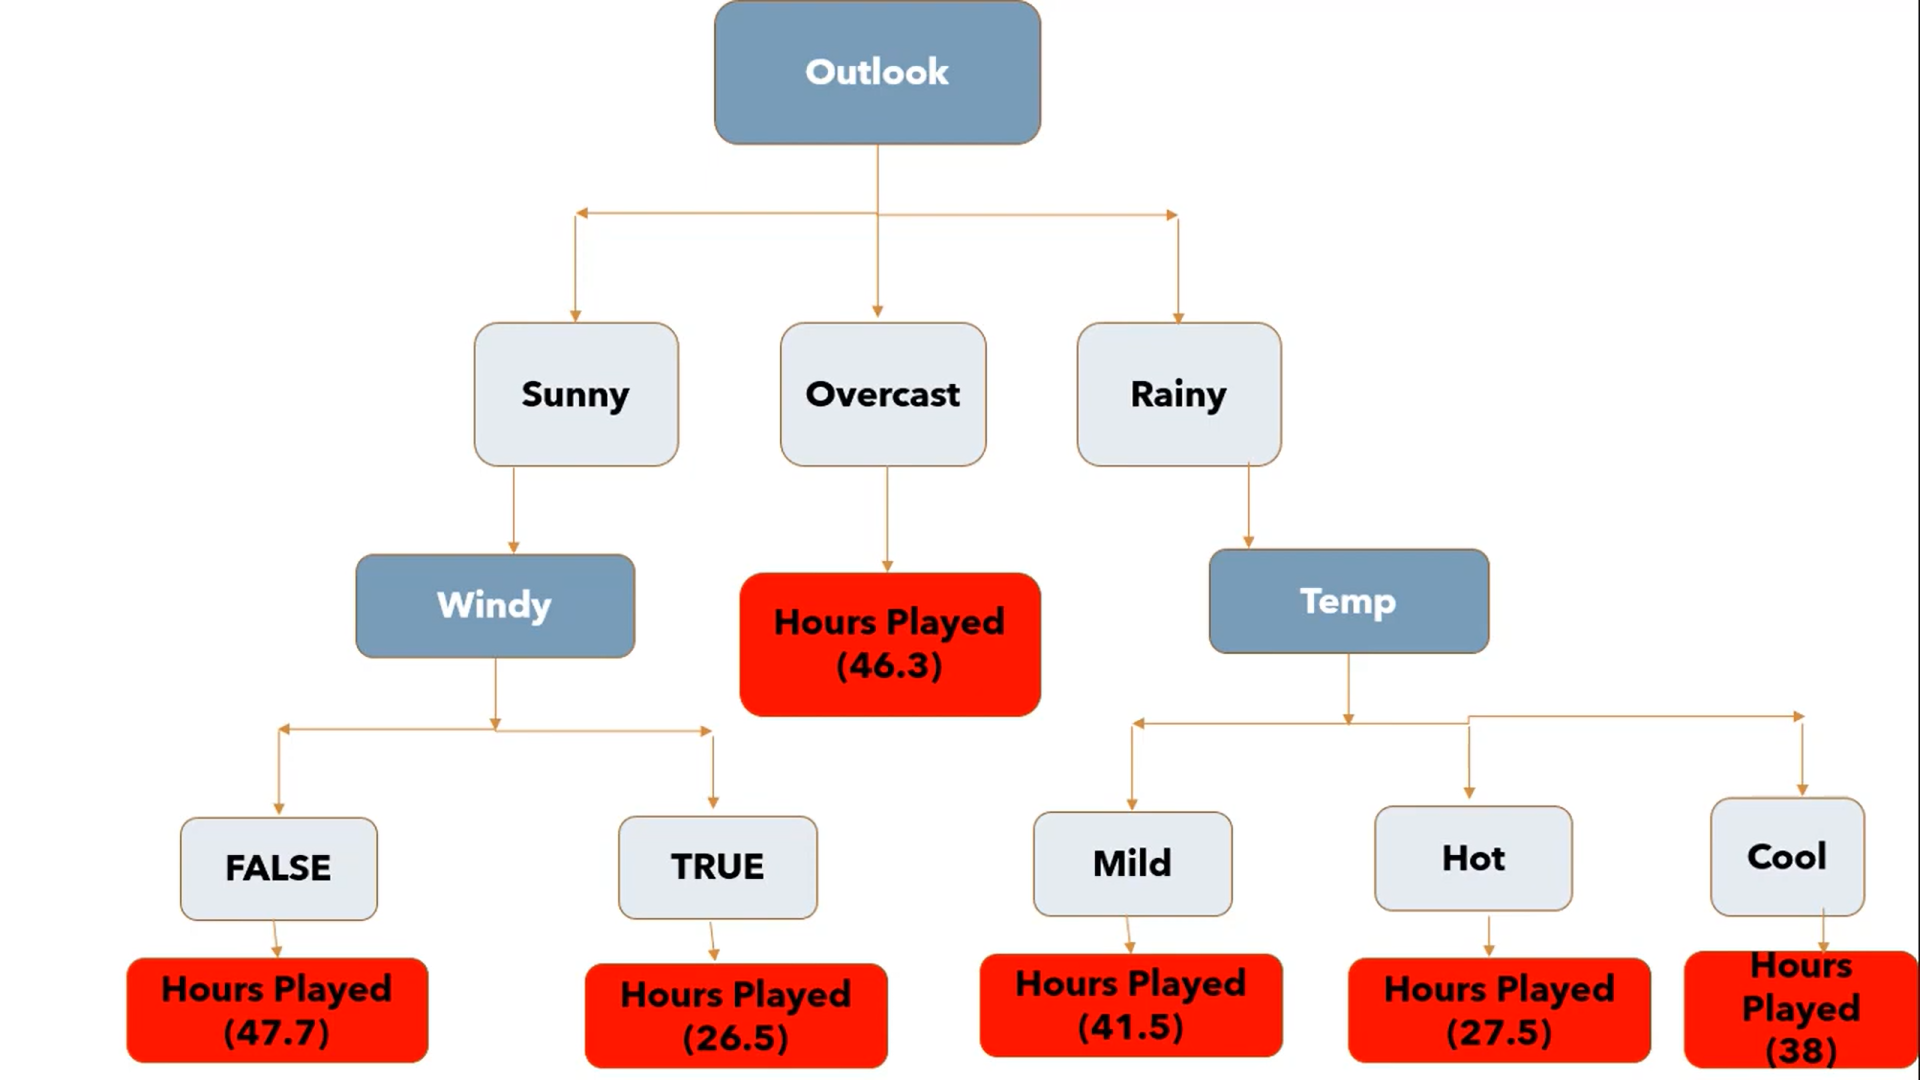 Outlook
Sunny
Overcast
Rainy
Windy
Hours Played
(46.3)
Temp
FALSE
TRUE
Mild
Hot
Cool
Hours Played
(47.7)
Hours Played
(26.5)
Hours Played
(41.5)
Hours Played
(27.5)
Hours
Played
(38)